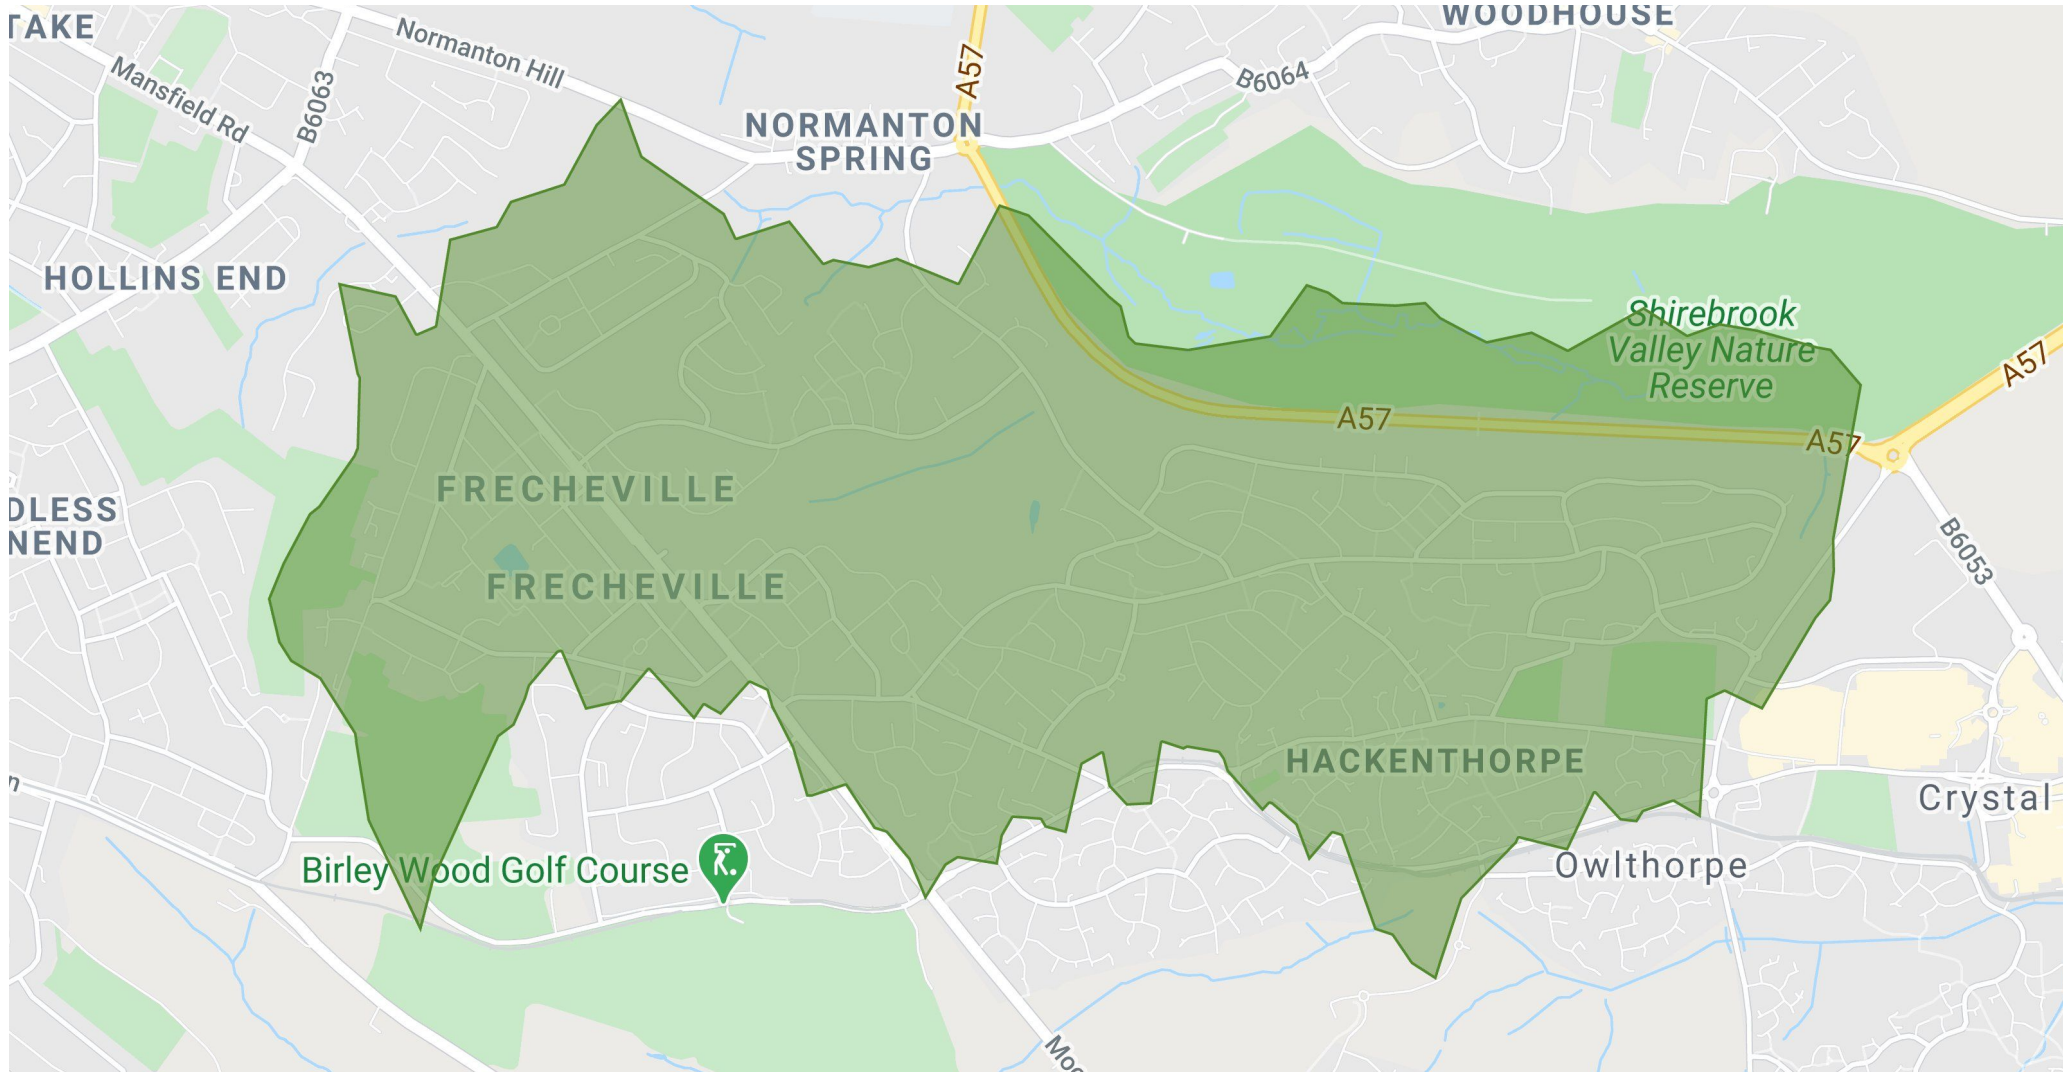 TAKE
WOODHOUSE
Normanton Hill
A57
Mansfield Rd
B6063
B6064
NORMANTON
SPRING
HOLLINS END
Shirebrook
Valley Nature
Reserve
A57
A57
A57
FRECHEVILLE
DLESS
NEND
B6053
FRECHEVILLE
HACKENTHORPE
n
Crystal
Birley Wood Golf Course
Owlthorpe
Moo